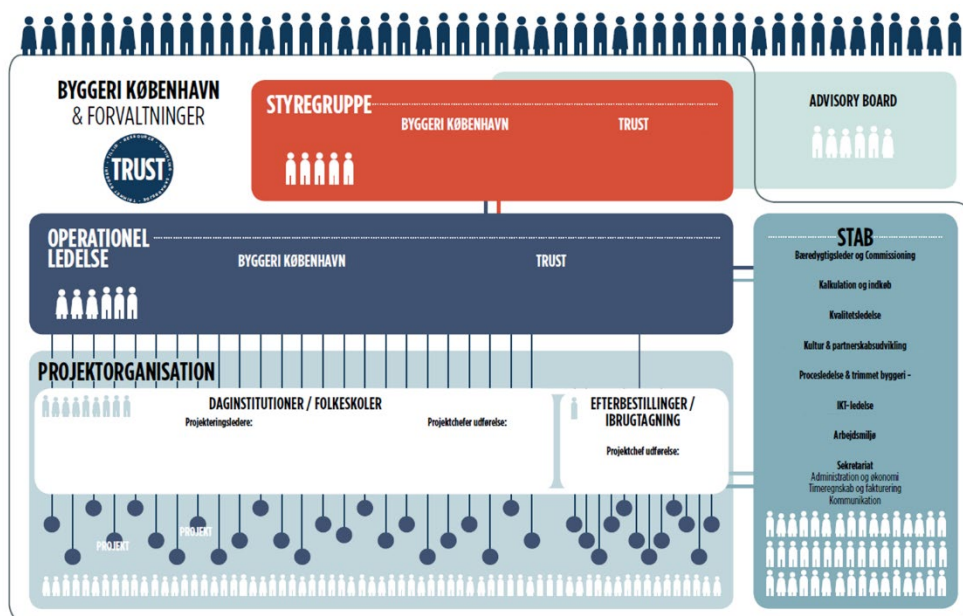 BYGGERI KØBENHAVN
& FORVALTNINGER
TRUST
STYREGRUPPE
BYGGERI KØBENHAVN
TRUST
ADVISORY BOARD
OPERATIONEL
LEDELSE
BYGGERI KØBENHAVN
TRUST
STAB
Bæredygtigsleder og Commissioning
Kalkulation og indkøb
Kvalitetsledelse
Kultur & partnerskabsudvikling
Procesledelse & trimmet byggeri –
IKT-ledelse
Arbejdsmiljø
Sekretariat
Administration og økonomi
Timeregnskab og fakturering
Kommunikation
PROJEKTORGANISATION
DAGINSTITUTIONER / FOLKESKOLER
Projekteringsledere:
Projektchefer udførelse:
EFTERBESTILLINGER /
IBRUGTAGNING
Projektchef udførelse:
PROJEKT
PROJEKT